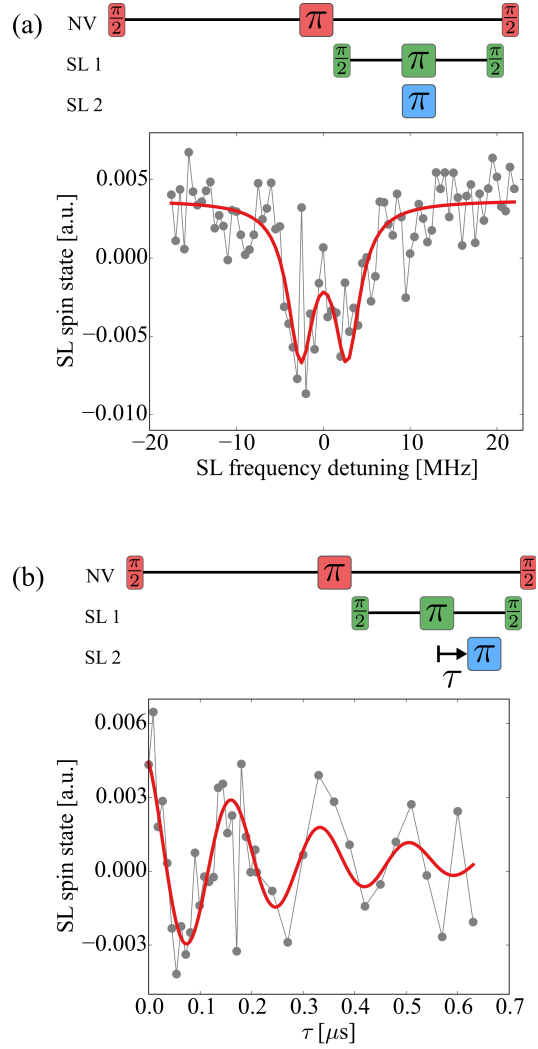 (a)
NV π/2 π π/2
SL 1 π/2 π π/2
SL 2 π
SL spin state [a.u.]
0.005
0.000
−0.005
−0.010
−20 −10 0 10 20
SL frequency detuning [MHz]
(b)
NV π/2 π π/2
SL 1 π/2 π π/2
SL 2 π
τ
SL spin state [a.u.]
0.006
0.003
0.000
−0.003
0.0 0.1 0.2 0.3 0.4 0.5 0.6 0.7
τ [μs]